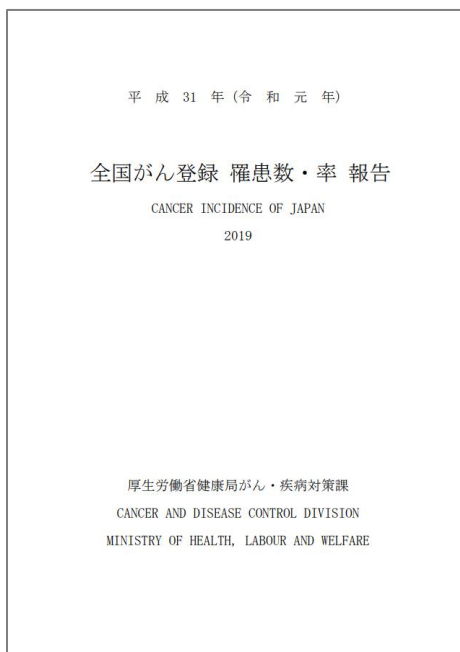 平 成 31 年 (令 和 元 年)
全国がん登録 罹患数・率 報告
CANCER INCIDENCE OF JAPAN
2019
厚生労働省健康局がん・疾病対策課
CANCER AND DISEASE CONTROL DIVISION
MINISTRY OF HEALTH, LABOUR AND WELFARE